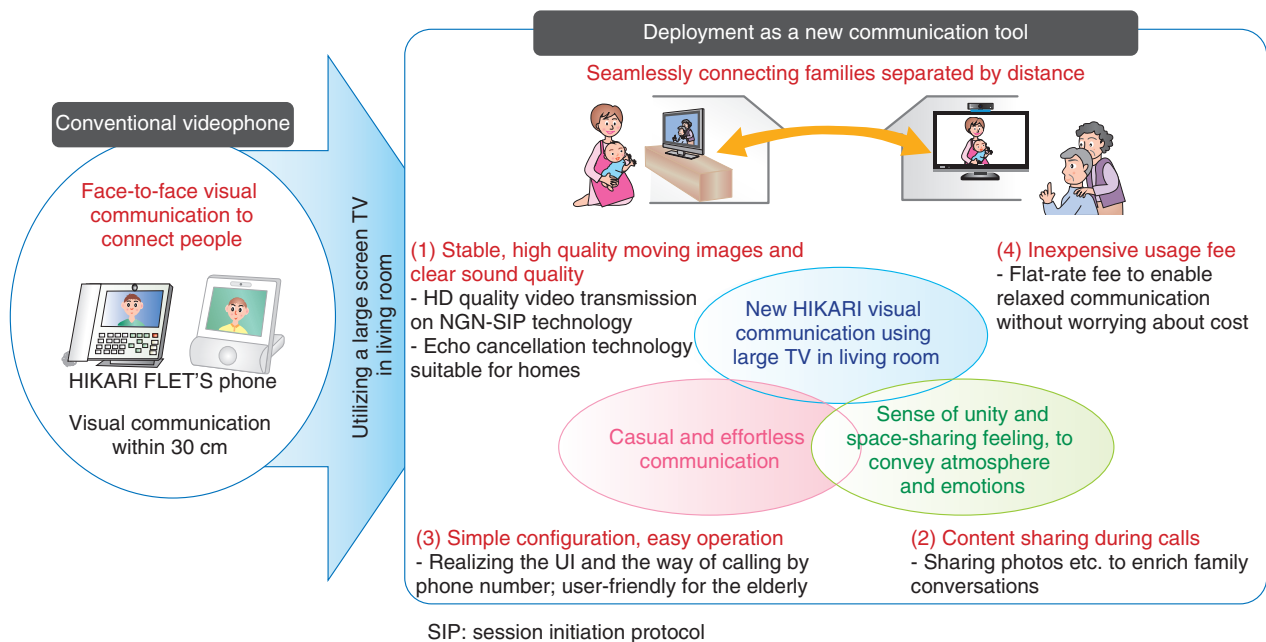 Conventional videophone
Face-to-face visual
communication to
connect people
HIKARI FLET'S phone
Visual communication
within 30 cm
Utilizing a large screen TV
in living room
Deployment as a new communication tool
Seamlessly connecting families separated by distance
(1) Stable, high quality moving images and
clear sound quality
- HD quality video transmission
on NGN-SIP technology
- Echo cancellation technology
suitable for homes
(4) Inexpensive usage fee
- Flat-rate fee to enable
relaxed communication
without worrying about cost
New HIKARI visual
communication using
large TV in living room
Casual and effortless
communication
Sense of unity and
space-sharing feeling, to
convey atmosphere
and emotions
(3) Simple configuration, easy operation
- Realizing the UI and the way of calling by
phone number; user-friendly for the elderly
(2) Content sharing during calls
- Sharing photos etc. to enrich family
conversations
SIP: session initiation protocol